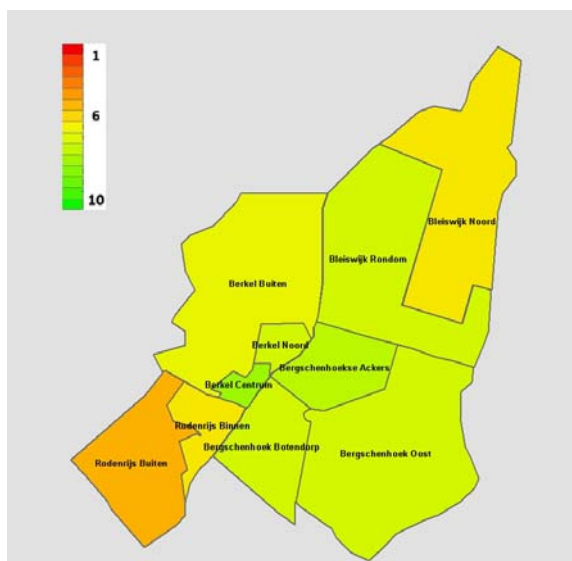 1
6
10
Bleiswijk Noord
Bleiswijk Rondom
Berkel Buiten
Berkel Noord
Bergschenhoekse Ackers
Berkel Centrum
Rodenrijs Binnen
Bergschenhoek Botendorp
Bergschenhoek Oost
Rodenrijs Buiten